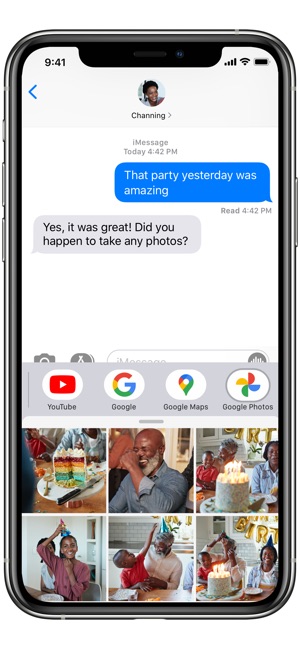 9:41
Channing >
iMessage
Today 4:42 PM
That party yesterday was
amazing
Read 4:42 PM
Yes, it was great! Did you
happen to take any photos?
iMessage
YouTube
Google
Google Maps
Google Photos